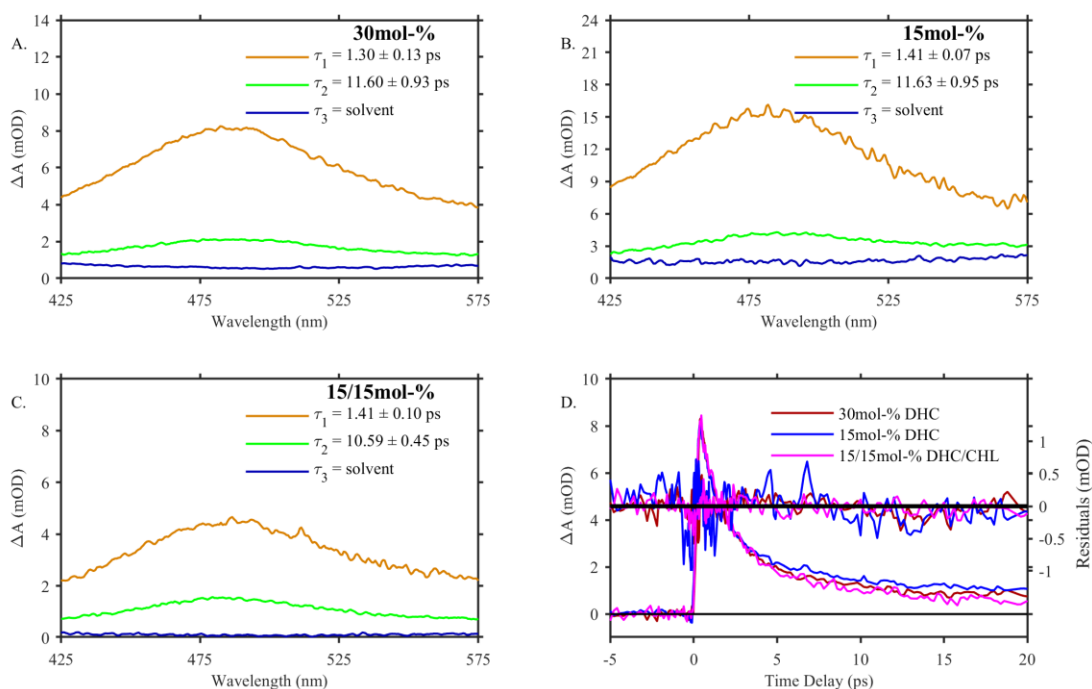 A.
30mol-%
τ1 = 1.30 ± 0.13 ps
τ2 = 11.60 ± 0.93 ps
τ3 = solvent
ΔA (mOD)
14
12
10
8
6
4
2
0
425 475 525 575
Wavelength (nm)
B.
15mol-%
τ1 = 1.41 ± 0.07 ps
τ2 = 11.63 ± 0.95 ps
τ3 = solvent
ΔA (mOD)
24
21
18
15
12
9
6
3
0
425 475 525 575
Wavelength (nm)
C.
15/15mol-%
τ1 = 1.41 ± 0.10 ps
τ2 = 10.59 ± 0.45 ps
τ3 = solvent
ΔA (mOD)
10
8
6
4
2
0
425 475 525 575
Wavelength (nm)
D.
30mol-% DHC
15mol-% DHC
15/15mol-% DHC/CHL
ΔA (mOD)
10
8
6
4
2
0
1
0.5
0
-0.5
-1
Residuals (mOD)
-5 0 5 10 15 20
Time Delay (ps)